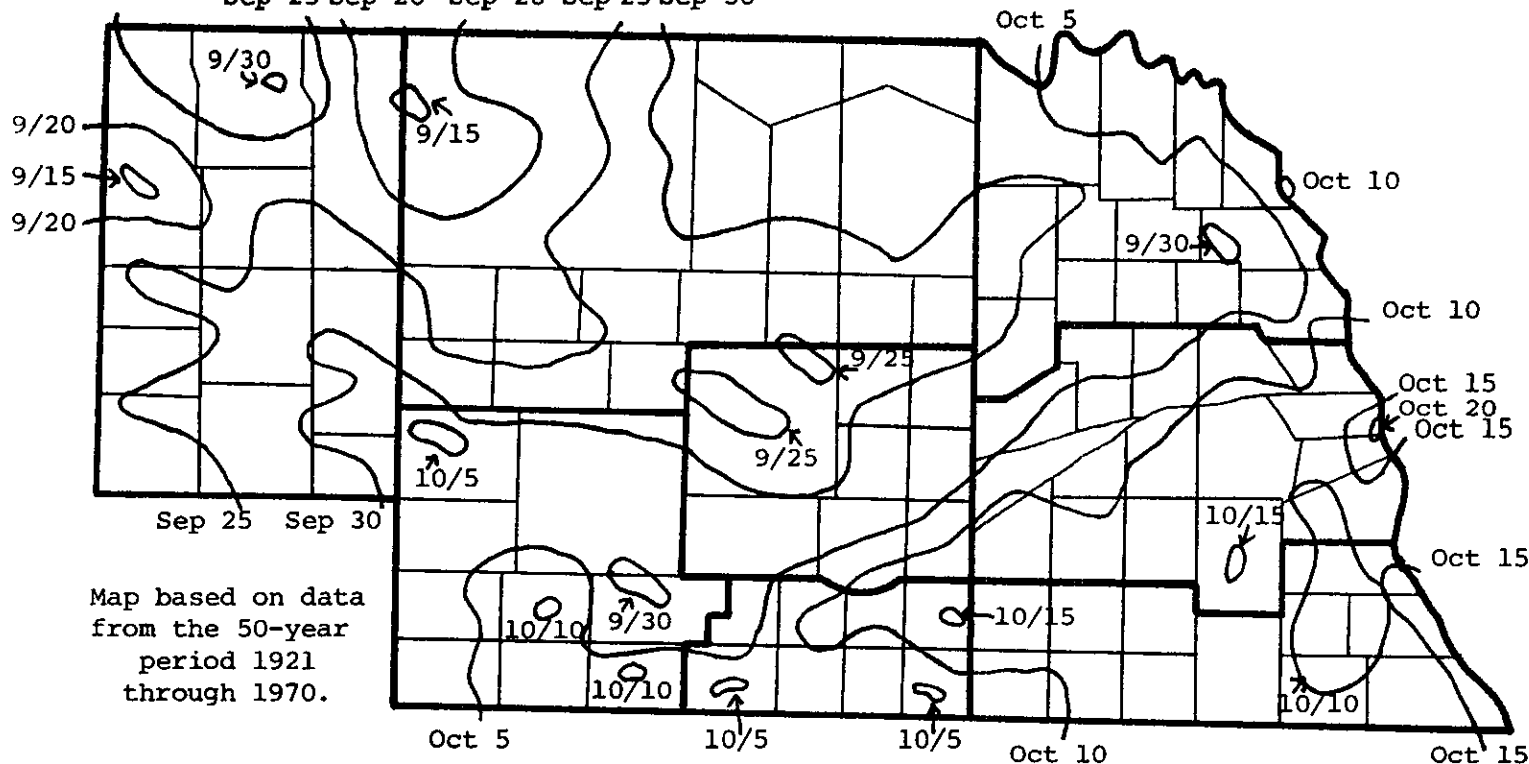 Sep 25 Sep 20 Sep 20 Sep 25 Sep 30
Oct 5
9/30
9/20
9/15
9/15
Oct 10
9/20
9/30
Oct 10
9/25
Oct 15
Oct 20
Oct 15
9/25
10/5
Sep 25 Sep 30
10/15
Oct 15
Map based on data
from the 50-year
period 1921
through 1970.
10/10
9/30
10/15
10/10
10/10
Oct 5
10/5
10/5
Oct 10
Oct 15